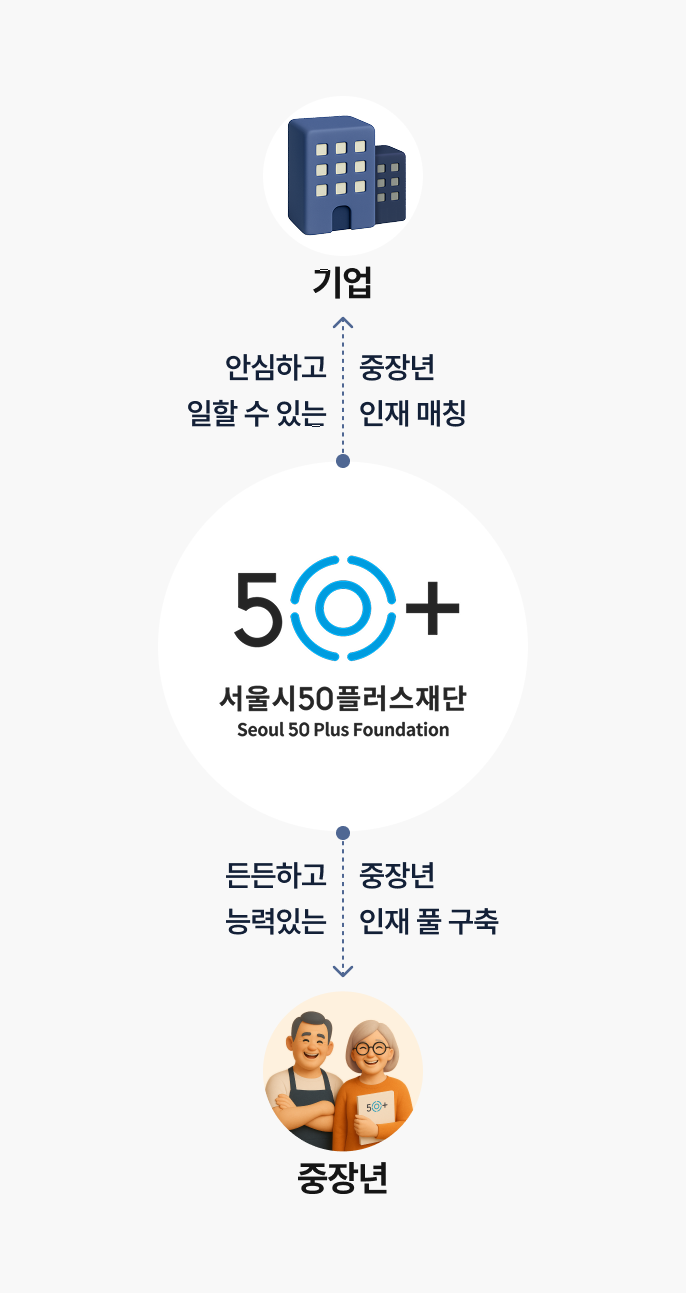 기업
안심하고 중장년
일할 수 있는 인재 매칭
50+
서울시50플러스재단
Seoul 50 Plus Foundation
든든하고 중장년
능력있는 인재 풀 구축
50+
중장년